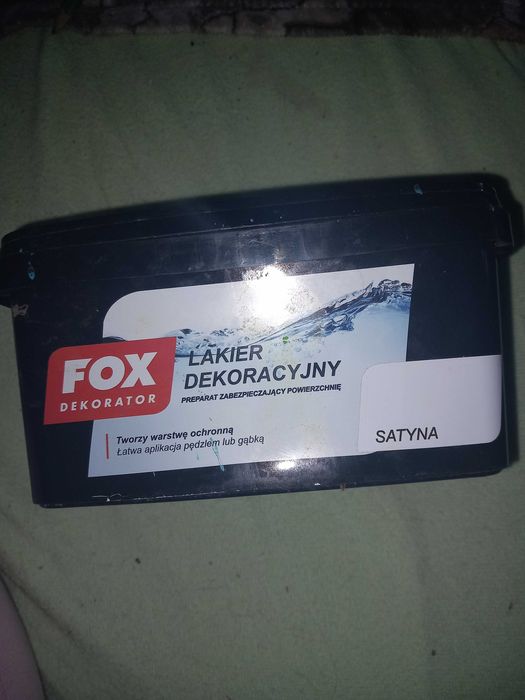 LAKIER
DEKORACYJNY
PREPARAT ZABEZPIECZAJĄCY POWIERZCHNIĘ
FOX
DEKORATOR
Tworzy warstwę ochronną
Łatwa aplikacja pędzlem lub gąbką
SATYNA